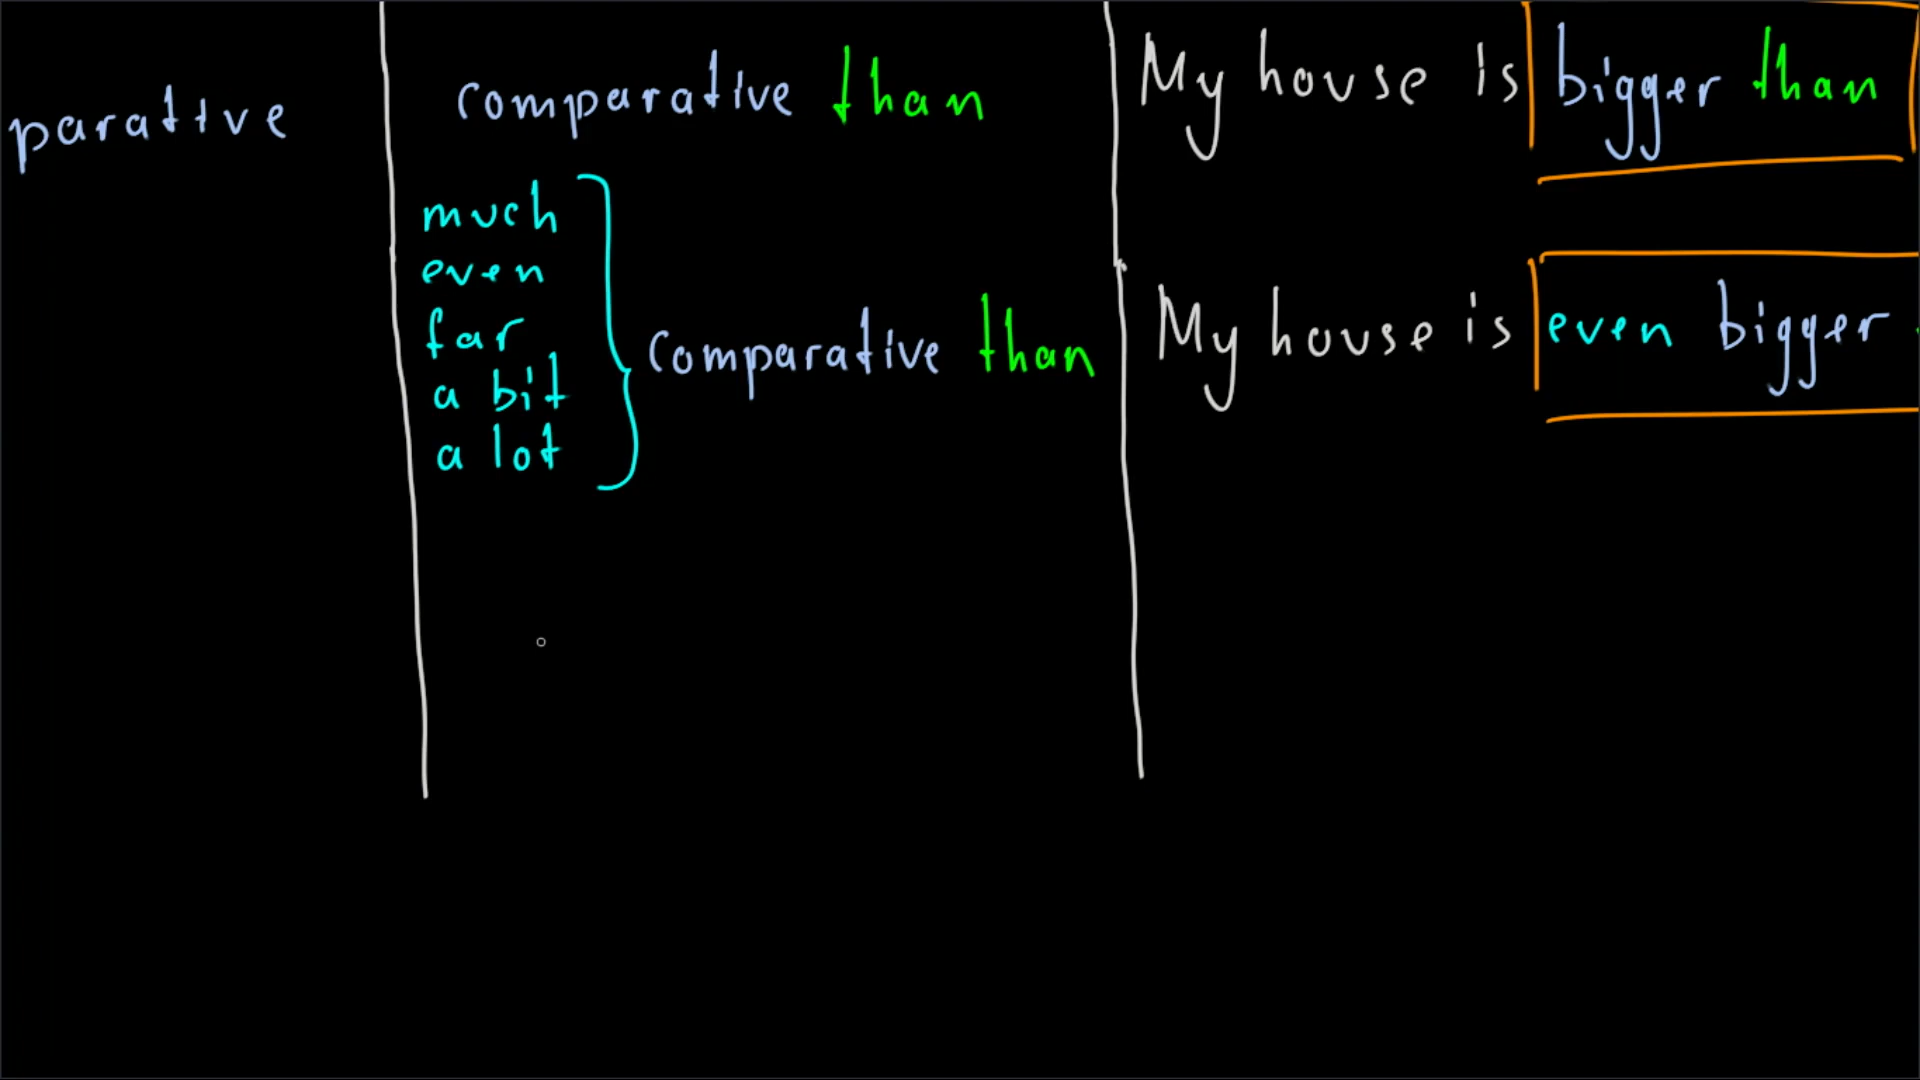 parative
comparative than
much
even
far
a bit
a lot
comparative than
My house is bigger than
My house is even bigger